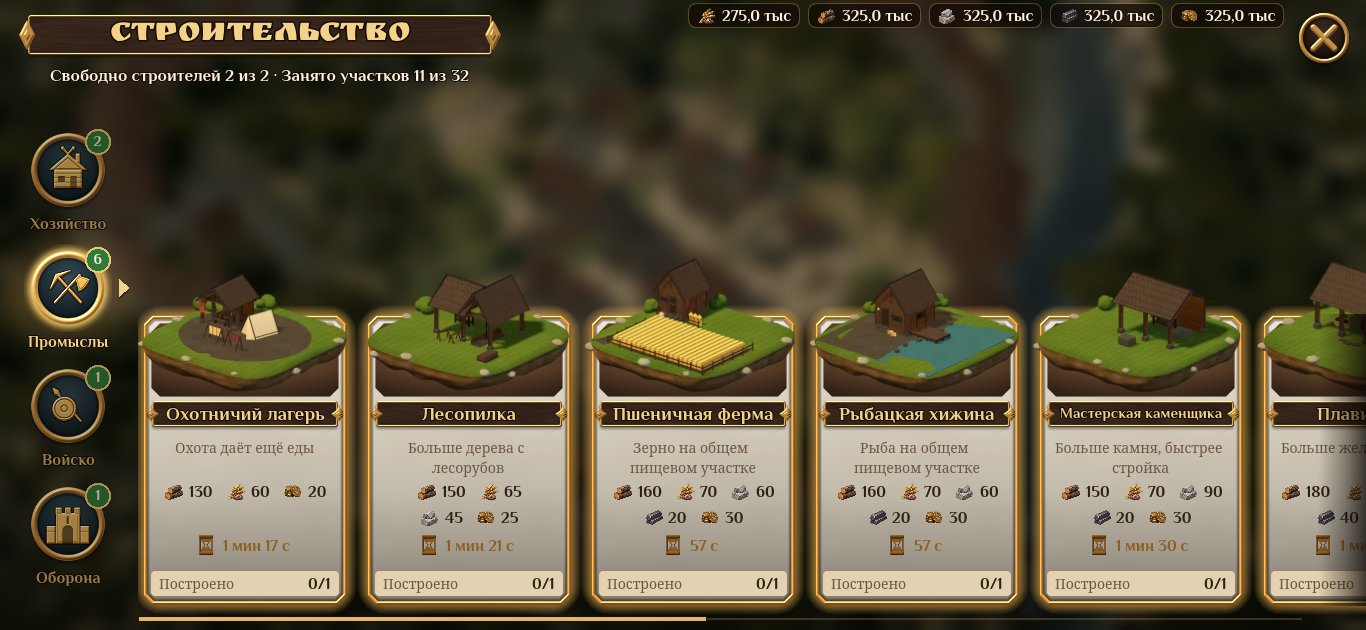 СТРОИТЕЛЬСТВО
275,0 тыс
325,0 тыс
325,0 тыс
325,0 тыс
325,0 тыс
Свободно строителей 2 из 2 · Занято участков 11 из 32
2
Хозяйство
6
Промыслы
1
Войско
1
Оборона
Охотничий лагерь
Охота даёт ещё еды
130 60 20
1 мин 17 с
Построено 0/1
Лесопилка
Больше дерева с
лесорубов
150 65
45 25
1 мин 21 с
Построено 0/1
Пшеничная ферма
Зерно на общем
пищевом участке
160 70 60
20 30
57 с
Построено 0/1
Рыбацкая хижина
Рыба на общем
пищевом участке
160 70 60
20 30
57 с
Построено 0/1
Мастерская каменщика
Больше камня, быстрее
стройка
150 70 90
20 30
1 мин 30 с
Построено 0/1
Плави
Больше жел
180
40
1 м
Построено